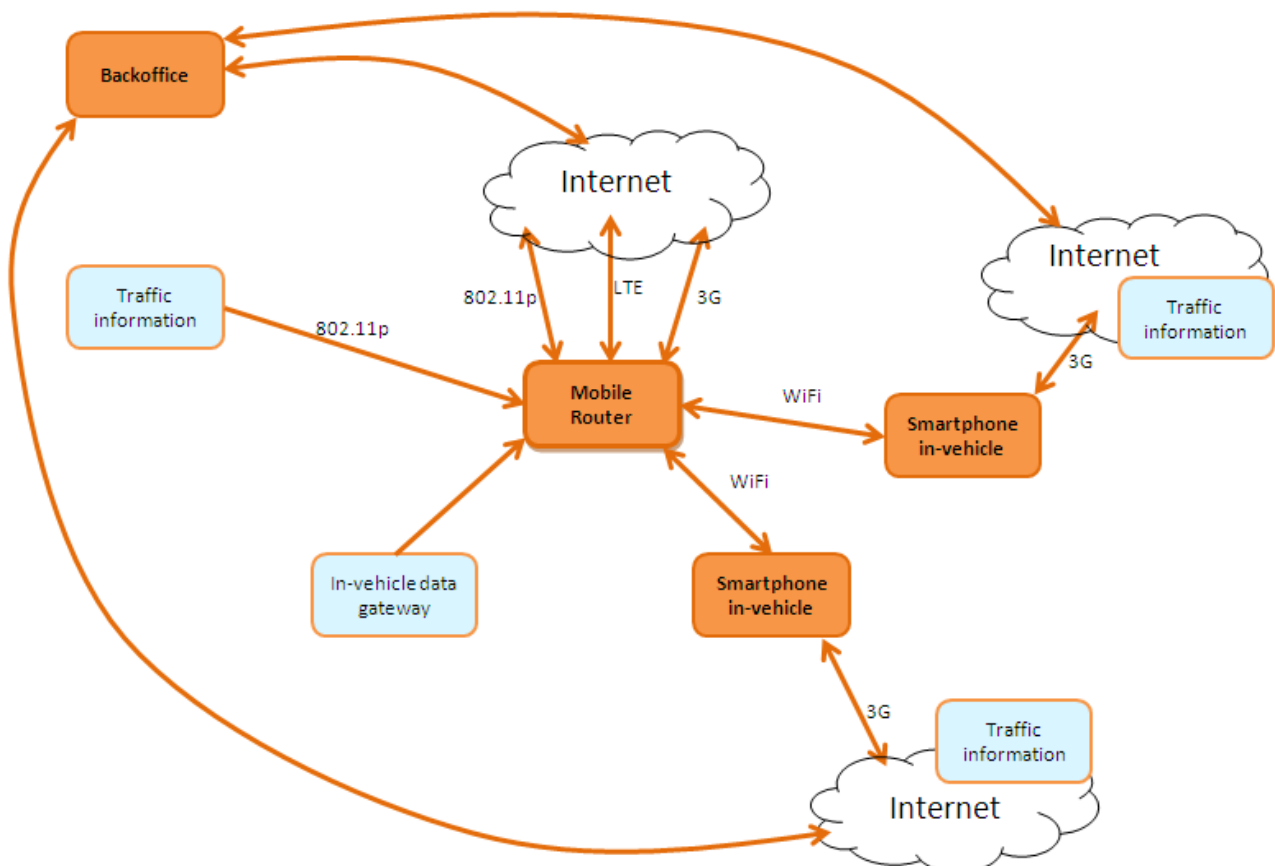 Backoffice
Internet
Internet
Traffic
information
Traffic
information
802.11p
LTE
3G
802.11p
3G
Mobile
Router
WiFi
Smartphone
in-vehicle
WiFi
In-vehicle data
gateway
Smartphone
in-vehicle
3G
Traffic
information
Internet